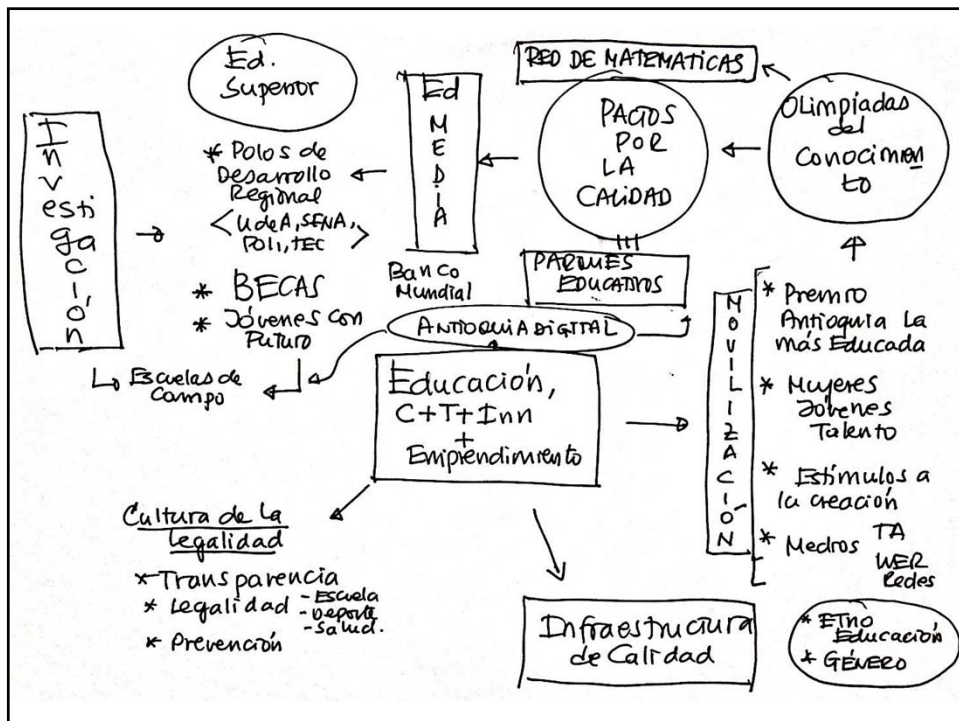 Ed.
Superior
RED DE MATEMATICAS
Olimpíadas
del
Conocimien
to
PACTOS
POR
LA
CALIDAD
Ed
MEDIA
Investigación
* Polos de
Desarrollo
Regional
< UdeA, SENA,
POLI, TEC >
* BECAS
* Jóvenes con
Futuro
Escuelas de
Campo
Banco
Mundial
PARQUES
EDUCATIVOS
ANTIOQUIA DIGITAL
Educación,
C+T+Inn
+
Emprendimiento
MOVILIZACIÓN
* Premio
Antioquia La
más Educada
* Mujeres
Jóvenes
Talento
* Estímulos a
la creación
* Medios TA
WEB
Redes
Cultura de la
legalidad
* Transparencia
* Legalidad - Escuela
- Deporte
- Salud.
* Prevención
Infraestructura
de Calidad
* ETno
Educación
* GÉNERO